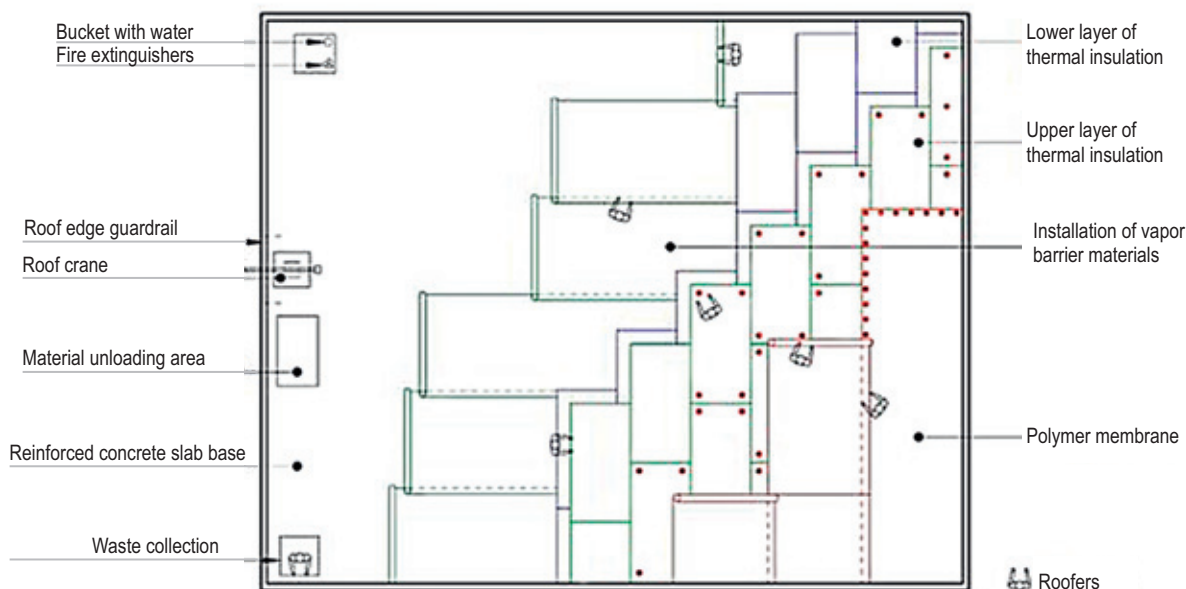 Bucket with water
Fire extinguishers
Roof edge guardrail
Roof crane
Material unloading area
Reinforced concrete slab base
Waste collection
Lower layer of
thermal insulation
Upper layer of
thermal insulation
Installation of vapor
barrier materials
Polymer membrane
Roofers